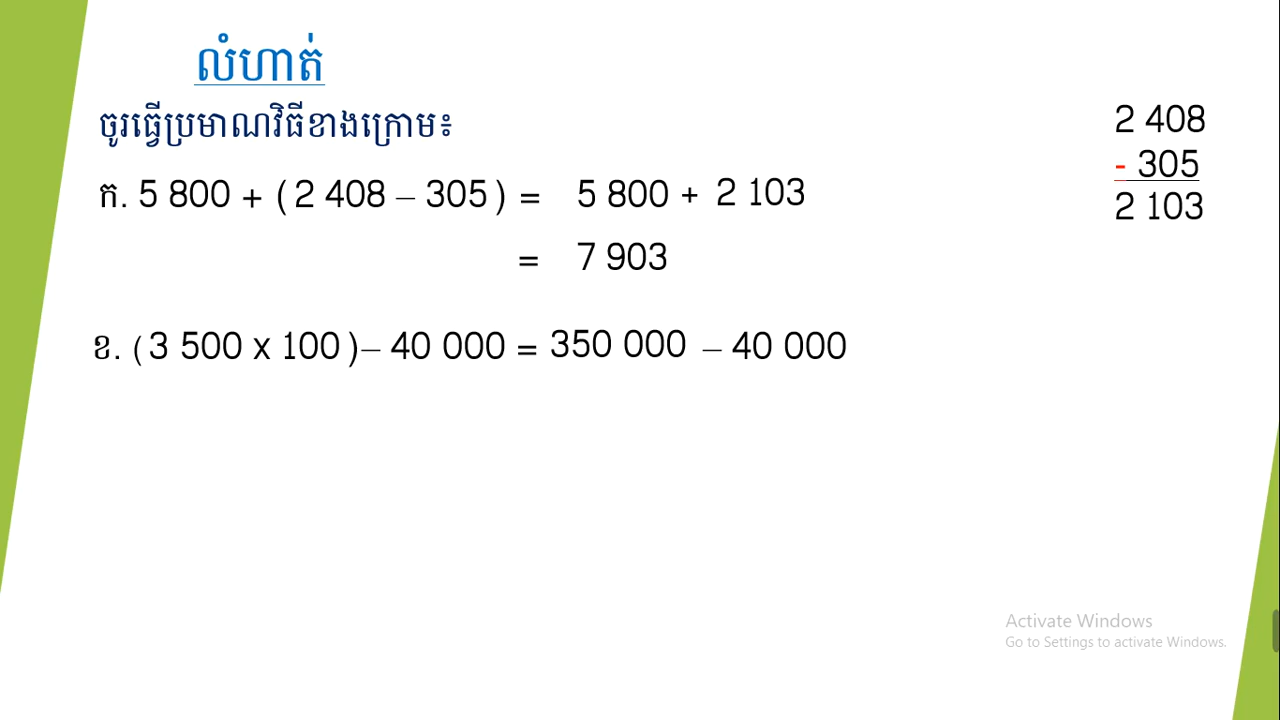 លំហាត់
ចូរធ្វើប្រមាណវិធីខាងក្រោម៖
ក. 5 800 + ( 2 408 – 305 ) = 5 800 + 2 103
= 7 903
ខ. ( 3 500 x 100 ) – 40 000 = 350 000 – 40 000
2 408
- 305
2 103
Activate Windows
Go to Settings to activate Windows.